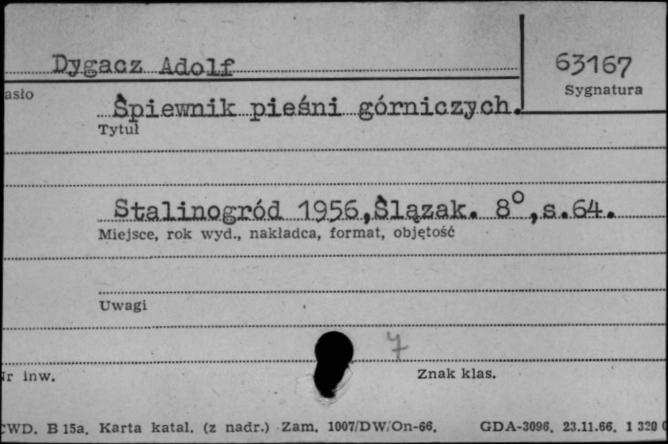 Dygacz Adolf
63167
asło
Sygnatura
Śpiewnik pieśni górniczych.
Tytuł
Stalinogród 1956, Ślązak. 8°, s.64.
Miejsce, rok wyd., nakładca, format, objętość
Uwagi
7
Nr inw.
Znak klas.
CWD. B 15a. Karta katal. (z nadr.) Zam. 1007/DW/On-66. GDA-3096. 23.11.66. 1 320